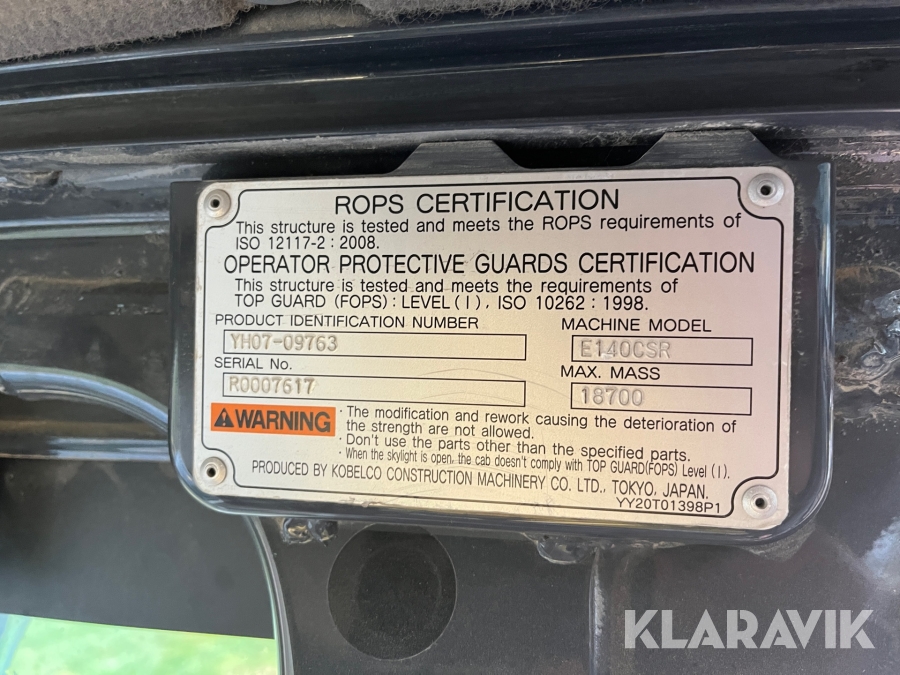 ROPS CERTIFICATION
This structure is tested and meets the ROPS requirements of
ISO 12117-2 : 2008.
OPERATOR PROTECTIVE GUARDS CERTIFICATION
This structure is tested and meets the requirements of
TOP GUARD (FOPS) : LEVEL (I), ISO 10262 : 1998.
PRODUCT IDENTIFICATION NUMBER
YH07-09763
MACHINE MODEL
E140CSR
SERIAL No.
R0007617
MAX. MASS
18700
WARNING
· The modification and rework causing the deterioration of
the strength are not allowed.
· Don't use the parts other than the specified parts.
· When the skylight is open, the cab doesn't comply with TOP GUARD(FOPS) Level (I).
PRODUCED BY KOBELCO CONSTRUCTION MACHINERY CO. LTD., TOKYO, JAPAN.
YY20T01398P1
KLARAVIK